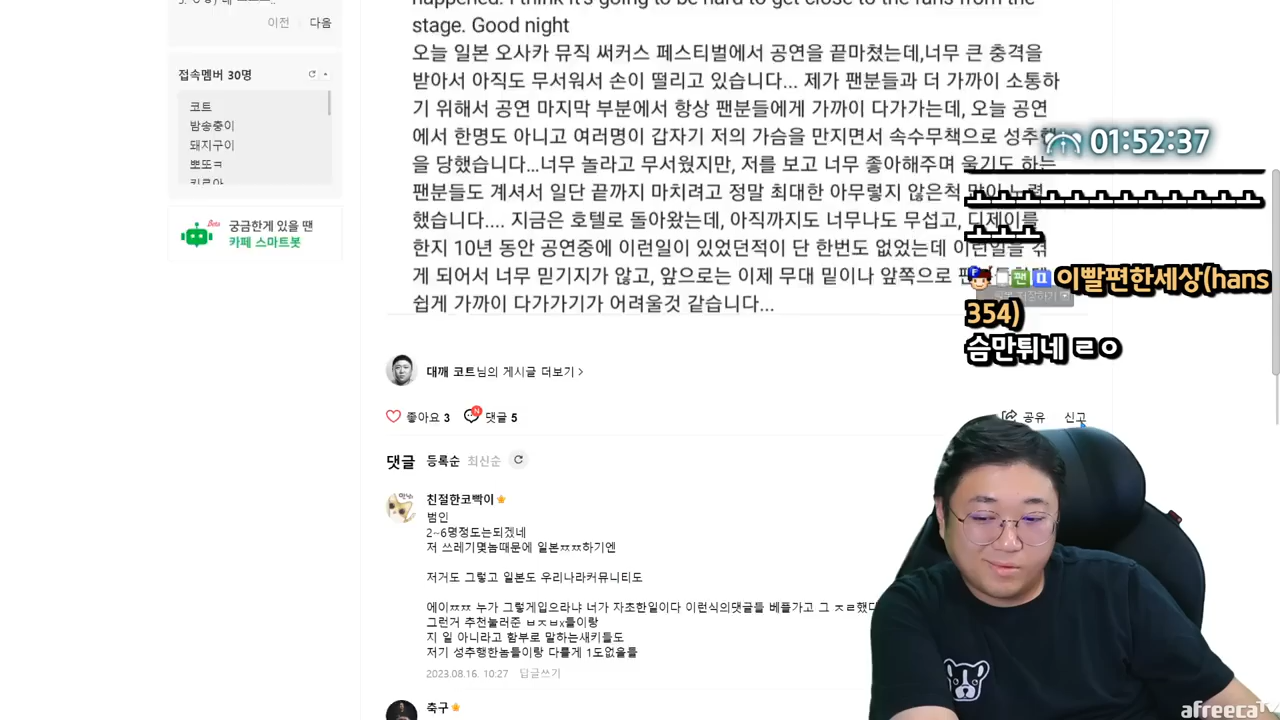 이전 다음
접속멤버 30명
코트
밤송충이
돼지구이
뽀또ㅋ
궁금한게 있을 땐 Beta
카페 스마트봇
happened. I think it's going to be hard to get close to the fans from the
stage. Good night
오늘 일본 오사카 뮤직 써커스 페스티벌에서 공연을 끝마쳤는데,너무 큰 충격을
받아서 아직도 무서워서 손이 떨리고 있습니다... 제가 팬분들과 더 가까이 소통하
기 위해서 공연 마지막 부분에서 항상 팬분들에게 가까이 다가가는데, 오늘 공연
에서 한명도 아니고 여러명이 갑자기 저의 가슴을 만지면서 속수무책으로 성추행
을 당했습니다...너무 놀라고 무서웠지만, 저를 보고 너무 좋아해주며 울기도 하는
팬분들도 계셔서 일단 끝까지 마치려고 정말 최대한 아무렇지 않은척 많이 노력
했습니다.... 지금은 호텔로 돌아왔는데, 아직까지도 너무나도 무섭고, 디제이를
한지 10년 동안 공연중에 이런일이 있었던적이 단 한번도 없었는데 이런일을 겪
게 되어서 너무 믿기지가 않고, 앞으로는 이제 무대 밑이나 앞쪽으로
쉽게 가까이 다가가기가 어려울것 같습니다...
01:52:37
ㅗㅗㅗㅗㅗㅗㅗㅗㅗㅗㅗ
ㅗㅗㅗ
F 팬 이빨편한세상(hans
354)
슴만튀네 ㄹㅇ
대깨 코트님의 게시글 더보기 >
좋아요 3 댓글 5 공유 신고
댓글 등록순 최신순
친절한코빡이
범인
2~6명정도는되겠네
저 쓰레기몇놈때문에 일본ㅉㅉ하기엔
저거도 그렇고 일본도 우리나라커뮤니티도
에이ㅉㅉ 누가 그렇게입으라냐 너가 자조한일이다 이런식의댓글들 베플가고 그 ㅈㄹ했다
그런거 추천눌러준 ㅂㅈㅂx들이랑
지 일 아니라고 함부로 말하는새키들도
저기 성추행한놈들이랑 다를게 1도없을들
2023.08.16. 10:27 답글쓰기
축구
afreecaTV